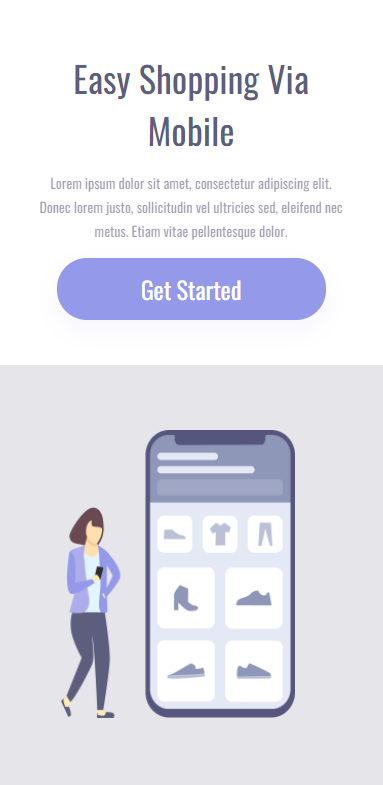 Easy Shopping Via
Mobile
Lorem ipsum dolor sit amet, consectetur adipiscing elit.
Donec lorem justo, sollicitudin vel ultricies sed, eleifend nec
metus. Etiam vitae pellentesque dolor.
Get Started